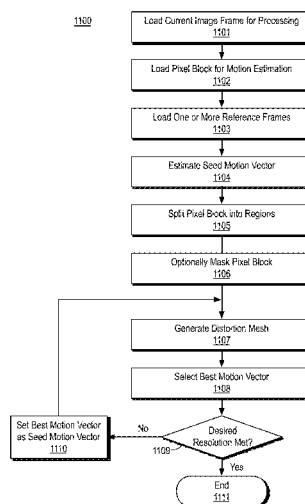 1100
Load Current Image Frame for Processing
1101
Load Pixel Block for Motion Estimation
1102
Load One or More Reference Frames
1103
Estimate Seed Motion Vector
1104
Split Pixel Block into Regions
1105
Optionally Mask Pixel Block
1106
Generate Distortion Mesh
1107
Select Best Motion Vector
1108
Set Best Motion Vector
as Seed Motion Vector
1110
No
Desired
Resolution Met?
1109
Yes
End